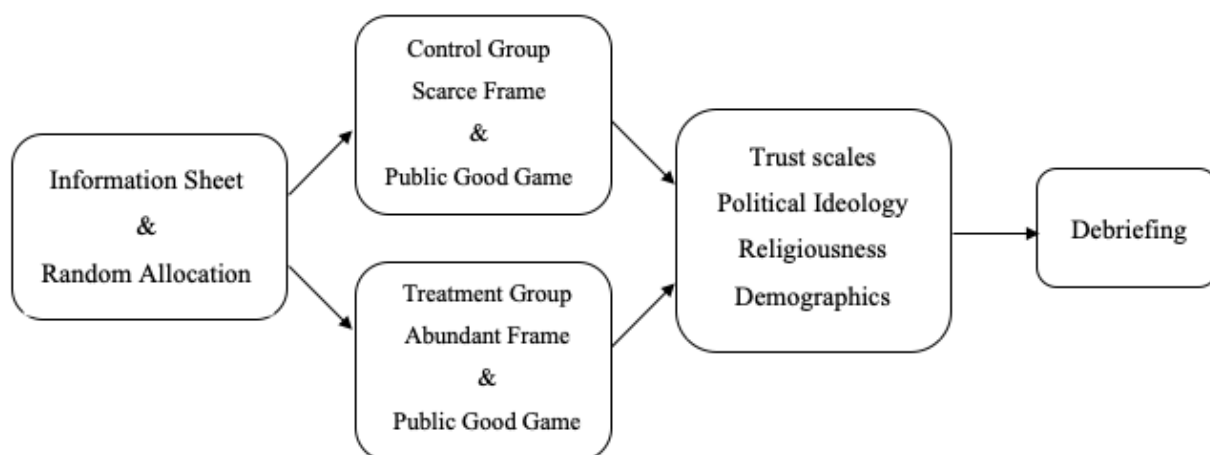 Information Sheet
&
Random Allocation
Control Group
Scarce Frame
&
Public Good Game
Treatment Group
Abundant Frame
&
Public Good Game
Trust scales
Political Ideology
Religiousness
Demographics
Debriefing